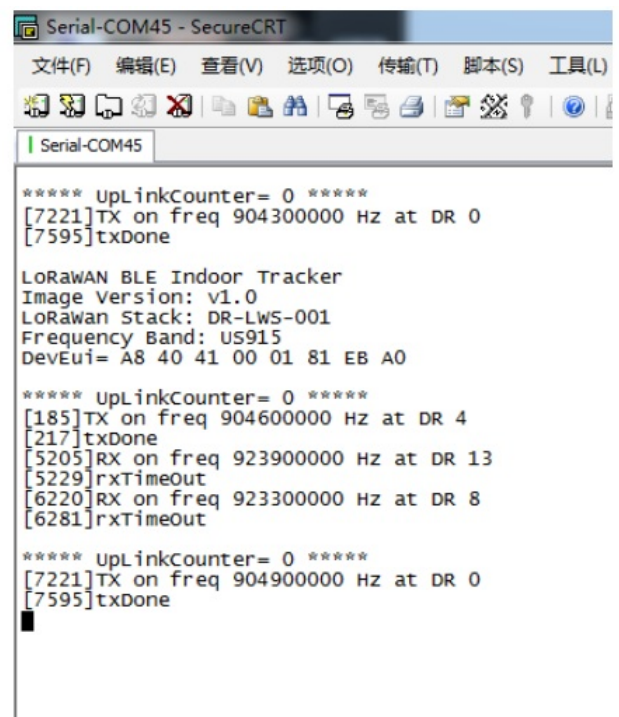 Serial-COM45 - SecureCRT
文件(F) 编辑(E) 查看(V) 选项(O) 传输(T) 脚本(S) 工具(L)
Serial-COM45
***** UpLinkCounter= 0 *****
[7221]TX on freq 904300000 Hz at DR 0
[7595]txDone
LoRaWAN BLE Indoor Tracker
Image Version: v1.0
LoRaWan Stack: DR-LWS-001
Frequency Band: US915
DevEui= A8 40 41 00 01 81 EB A0
***** UpLinkCounter= 0 *****
[185]TX on freq 904600000 Hz at DR 4
[217]txDone
[5205]RX on freq 923900000 Hz at DR 13
[5229]rxTimeOut
[6220]RX on freq 923300000 Hz at DR 8
[6281]rxTimeOut
***** UpLinkCounter= 0 *****
[7221]TX on freq 904900000 Hz at DR 0
[7595]txDone